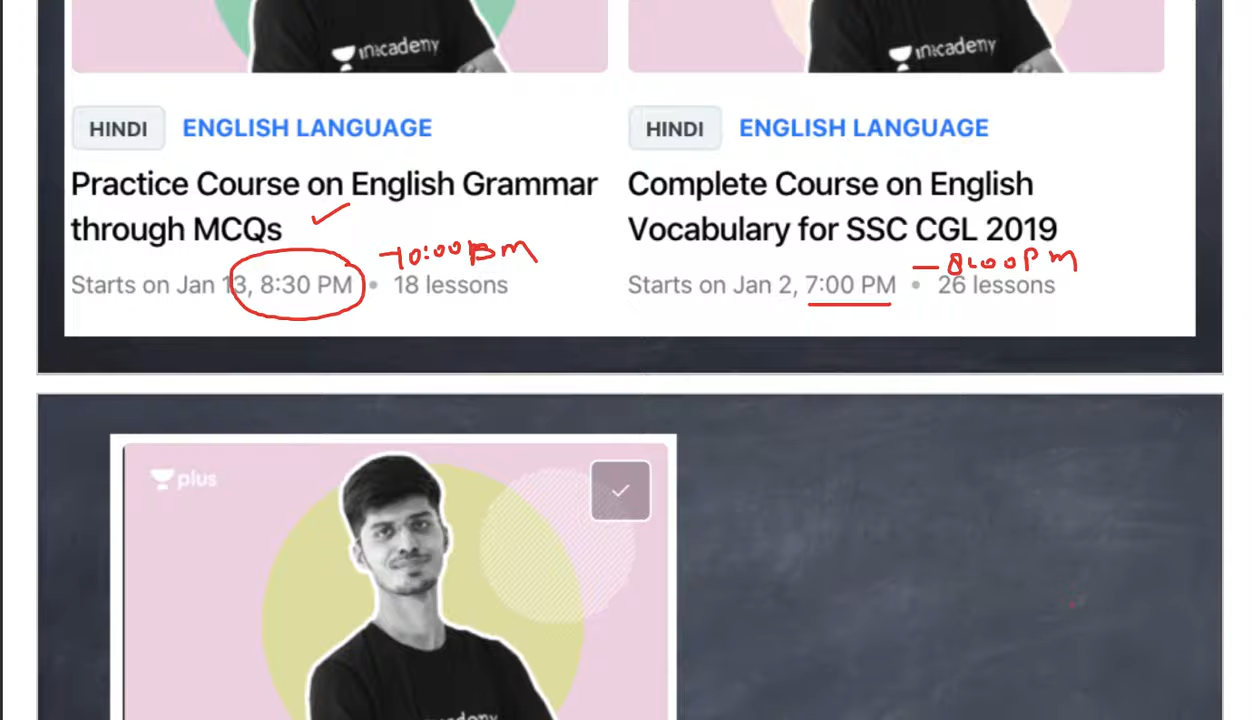 unacademy unacademy
HINDI ENGLISH LANGUAGE
Practice Course on English Grammar
through MCQs
-10:00 PM
Starts on Jan 13, 8:30 PM • 18 lessons
HINDI ENGLISH LANGUAGE
Complete Course on English
Vocabulary for SSC CGL 2019
- 8:00 PM
Starts on Jan 2, 7:00 PM • 26 lessons
plus